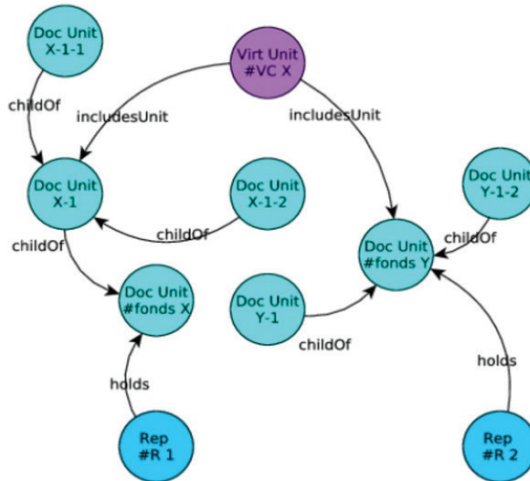 Doc Unit
X-1-1
Virt Unit
#VC X
childOf
includesUnit
includesUnit
Doc Unit
X-1
Doc Unit
X-1-2
Doc Unit
Y-1-2
childOf
childOf
childOf
Doc Unit
#fonds Y
Doc Unit
#fonds X
Doc Unit
Y-1
childOf
holds
holds
Rep
#R 1
Rep
#R 2